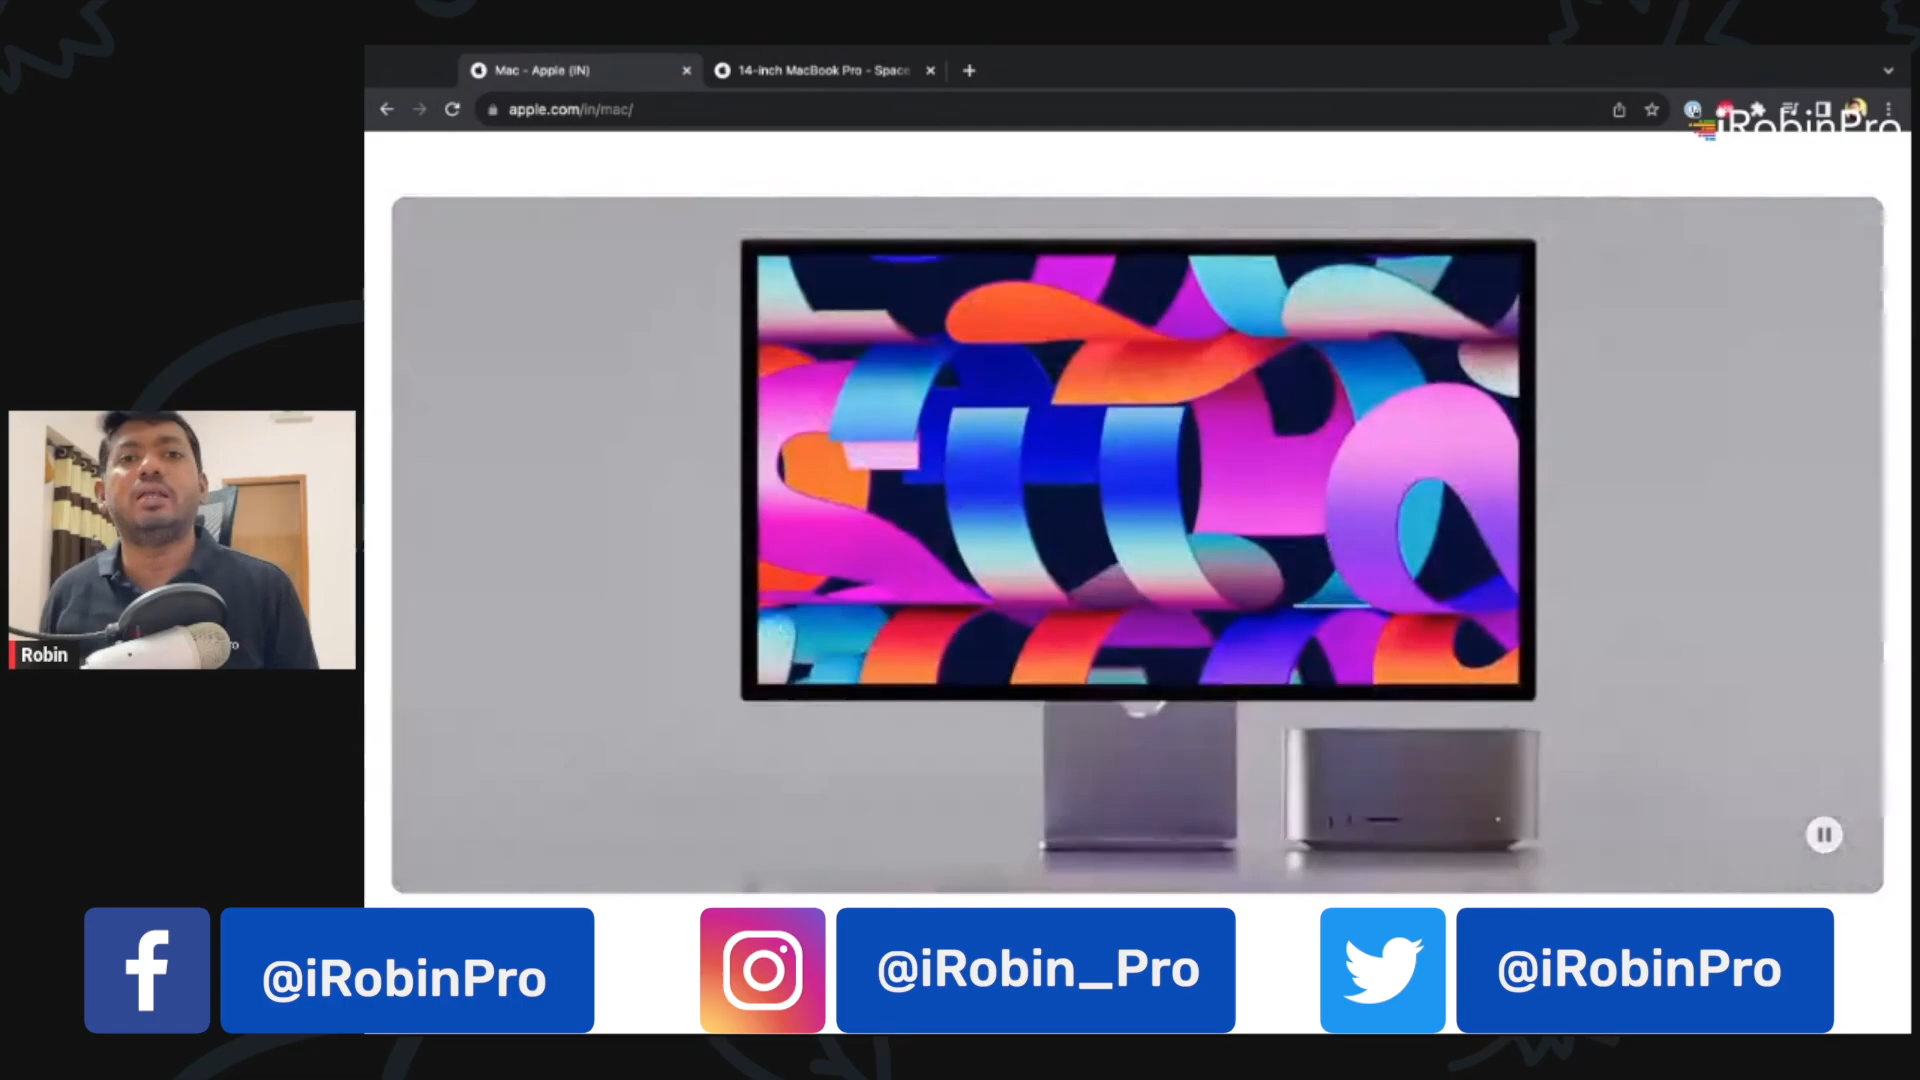 Mac - Apple (IN)
14-inch MacBook Pro - Space
apple.com/in/mac/
iRobinPro
Robin
@iRobinPro
@iRobin_Pro
@iRobinPro